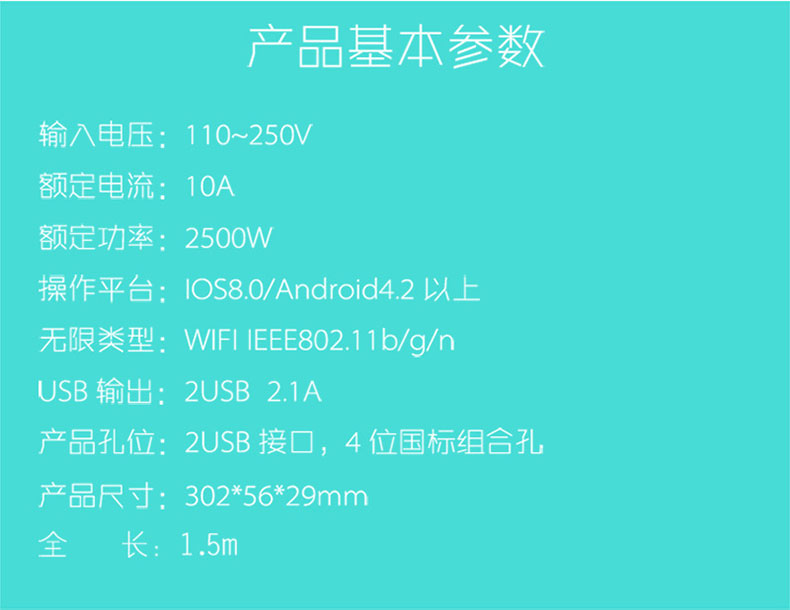 产品基本参数
输入电压：110~250V
额定电流：10A
额定功率：2500W
操作平台：IOS8.0/Android4.2 以上
无限类型：WIFI IEEE802.11b/g/n
USB 输出：2USB 2.1A
产品孔位：2USB 接口，4 位国标组合孔
产品尺寸：302*56*29mm
全 长：1.5m